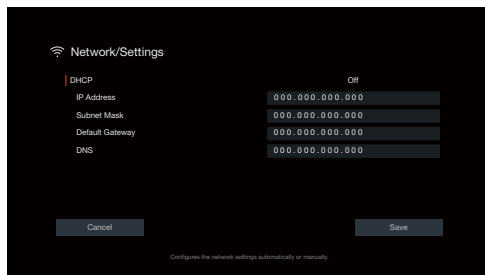 Network/Settings
DHCP Off
IP Address 000.000.000.000
Subnet Mask 000.000.000.000
Default Gateway 000.000.000.000
DNS 000.000.000.000
Cancel Save
Configures the network settings automatically or manually.